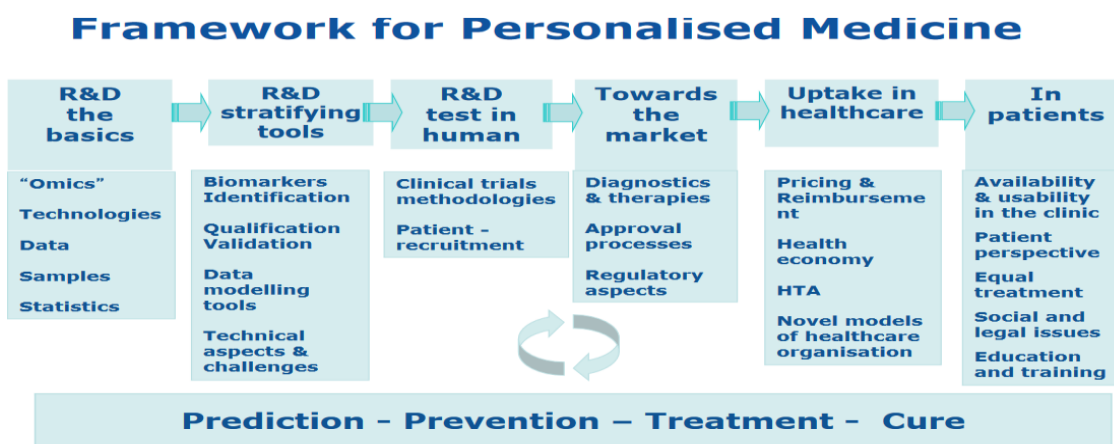 Framework for Personalised Medicine
R&D
the
basics
R&D
stratifying
tools
R&D
test in
human
Towards
the
market
Uptake in
healthcare
In
patients
“Omics”
Technologies
Data
Samples
Statistics
Biomarkers
Identification
Qualification
Validation
Data
modelling
tools
Technical
aspects &
challenges
Clinical trials
methodologies
Patient -
recruitment
Diagnostics
& therapies
Approval
processes
Regulatory
aspects
Pricing &
Reimburseme
nt
Health
economy
HTA
Novel models
of healthcare
organisation
Availability
& usability
in the clinic
Patient
perspective
Equal
treatment
Social and
legal issues
Education
and training
Prediction - Prevention – Treatment - Cure